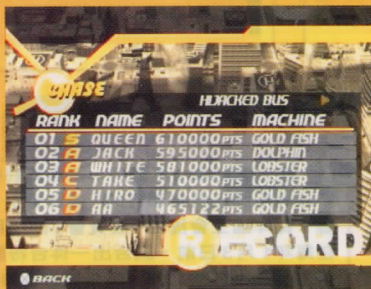 CHASE
HIJACKED BUS
RANK NAME POINTS MACHINE
01 S QUEEN 610000PTS GOLD FISH
02 A JACK 595000PTS DOLPHIN
03 A WHITE 581000PTS LOBSTER
04 C TAKE 510000PTS LOBSTER
05 D HIRO 479000PTS GOLD FISH
06 D AA 465122PTS GOLD FISH
RECORD
BACK